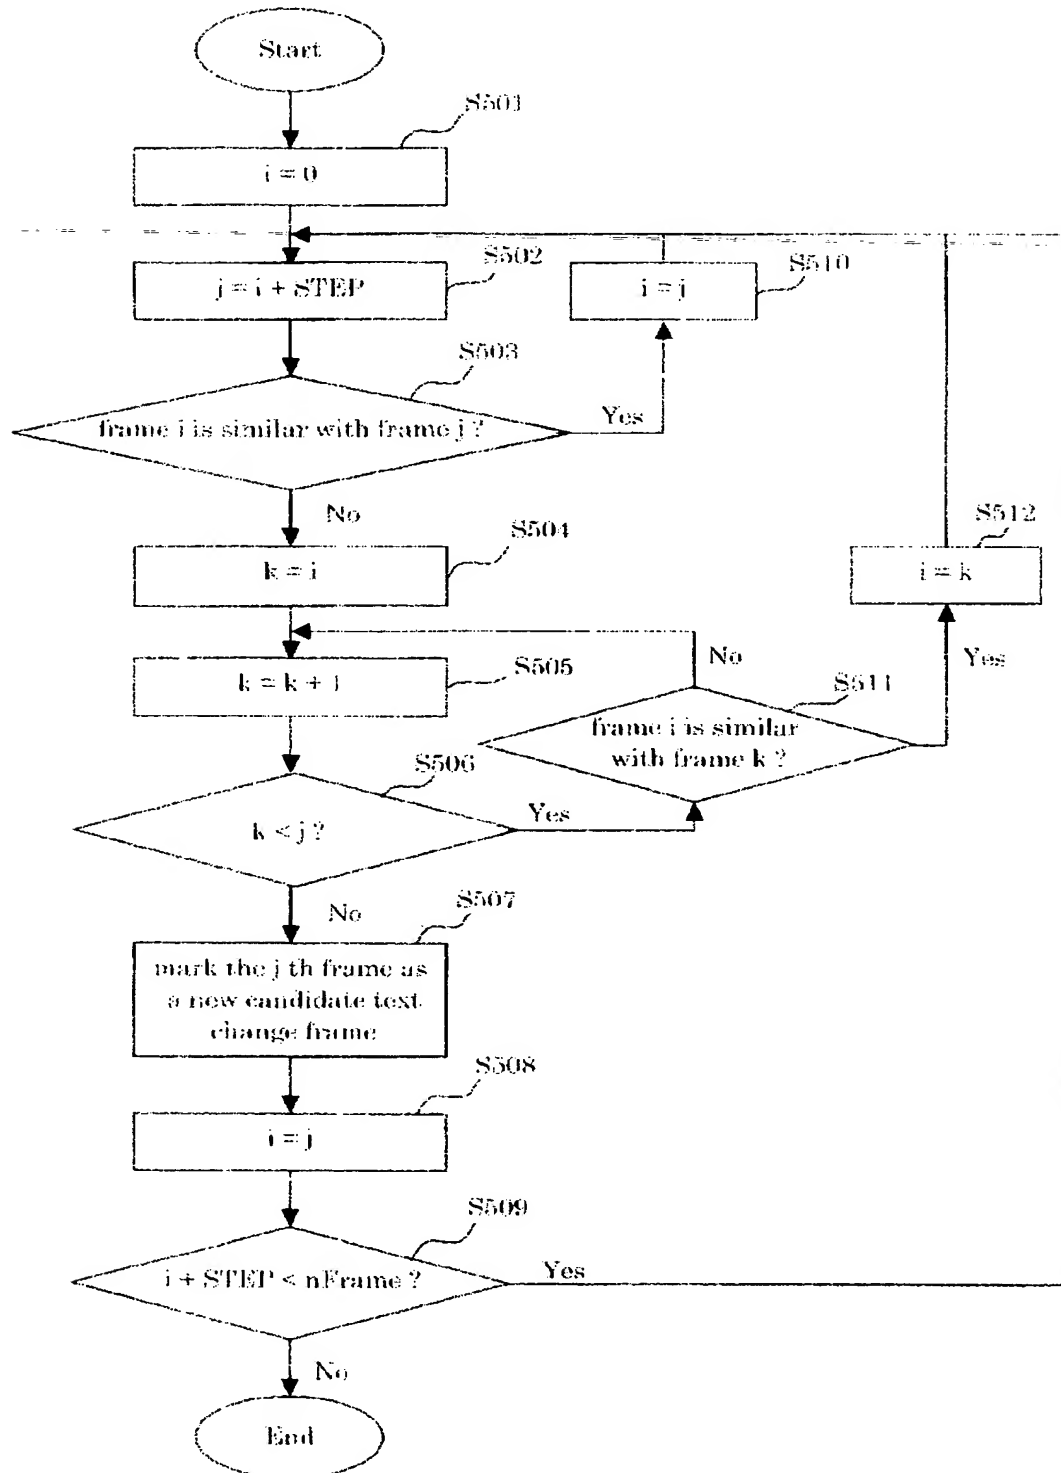 Start
S501
i = 0
S502
j = i + STEP
S510
i = j
S503
frame i is similar with frame j ?
Yes
No
S504
k = i
S512
i = k
S505
k = k + 1
No
Yes
S511
frame i is similar
with frame k ?
S506
k < j ?
Yes
No
S507
mark the j th frame as
a new candidate text
change frame
S508
i = j
S509
i + STEP < nFrame ?
Yes
No
End